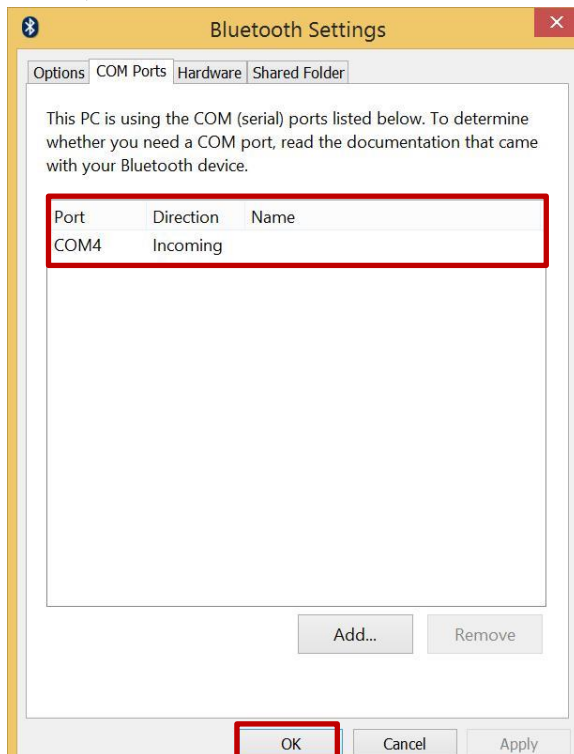 Bluetooth Settings
Options COM Ports Hardware Shared Folder
This PC is using the COM (serial) ports listed below. To determine
whether you need a COM port, read the documentation that came
with your Bluetooth device.
Port Direction Name
COM4 Incoming
Add... Remove
OK Cancel Apply